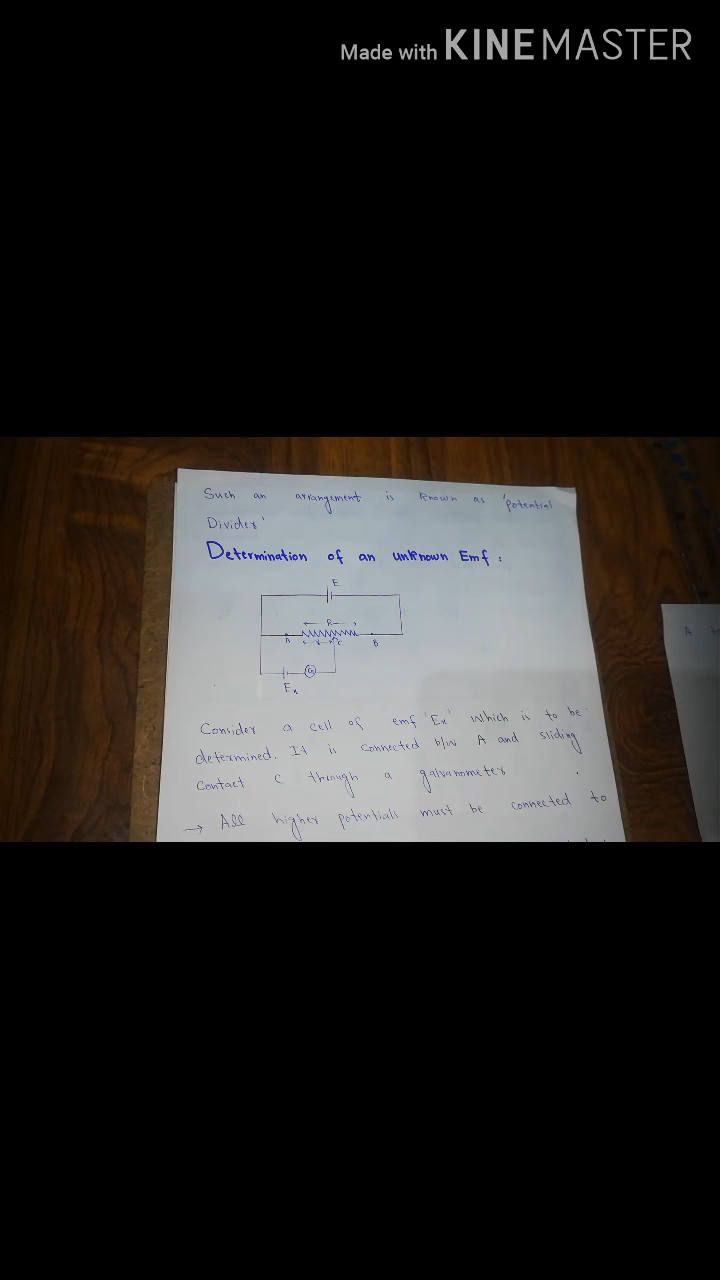 Made with KINEMASTER
Such an arrangement is known as 'potential
Divider'
Determination of an unknown Emf :
E
R
A r C B
G
Ex
A
Consider a cell of emf 'Ex' which is to be
determined. It is connected b/w A and sliding
Contact C through a galvanometer
→ All higher potentials must be connected to